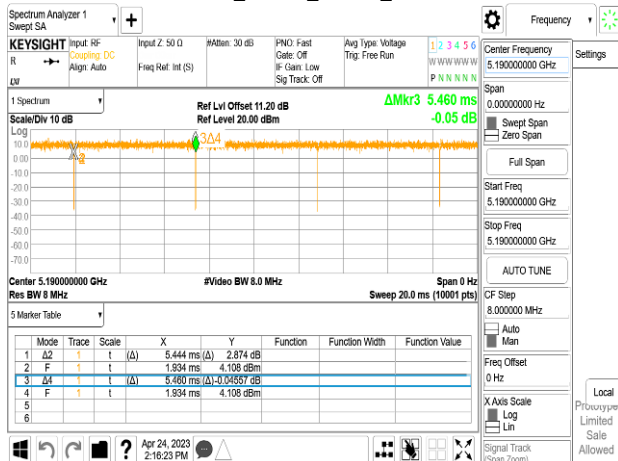 Spectrum Analyzer 1
Swept SA
Frequency
KEYSIGHT
Input: RF
Coupling: DC
Align: Auto
Input Z: 50 Ω
Freq Ref: Int (S)
#Atten: 30 dB
PNO: Fast
Gate: Off
IF Gain: Low
Sig Track: Off
Avg Type: Voltage
Trig: Free Run
1 2 3 4 5 6
W W W W W W
P N N N N N
R
LXI
Center Frequency
5.190000000 GHz
Settings
1 Spectrum
Ref Lvl Offset 11.20 dB
ΔMkr3 5.460 ms
Scale/Div 10 dB
Ref Level 20.00 dBm
-0.05 dB
Span
0.00000000 Hz
Swept Span
Zero Span
Full Span
Log
10.0
0.00
-10.0
-20.0
-30.0
-40.0
-50.0
-60.0
-70.0
3Δ4
Start Freq
5.190000000 GHz
Stop Freq
5.190000000 GHz
AUTO TUNE
Center 5.190000000 GHz
#Video BW 8.0 MHz
Span 0 Hz
Res BW 8 MHz
Sweep 20.0 ms (10001 pts)
CF Step
8.000000 MHz
Auto
Man
5 Marker Table
Mode Trace Scale X Y Function Function Width Function Value
1 Δ2 1 t (Δ) 5.444 ms (Δ) 2.874 dB
2 F 1 t 1.934 ms 4.108 dBm
3 Δ4 1 t (Δ) 5.460 ms (Δ) -0.04557 dB
4 F 1 t 1.934 ms 4.108 dBm
5
6
Freq Offset
0 Hz
X Axis Scale
Log
Lin
Local
Prototype
Limited
Sale
Allowed
Signal Track
(Span Zoom)
?
Apr 24, 2023
2:16:23 PM